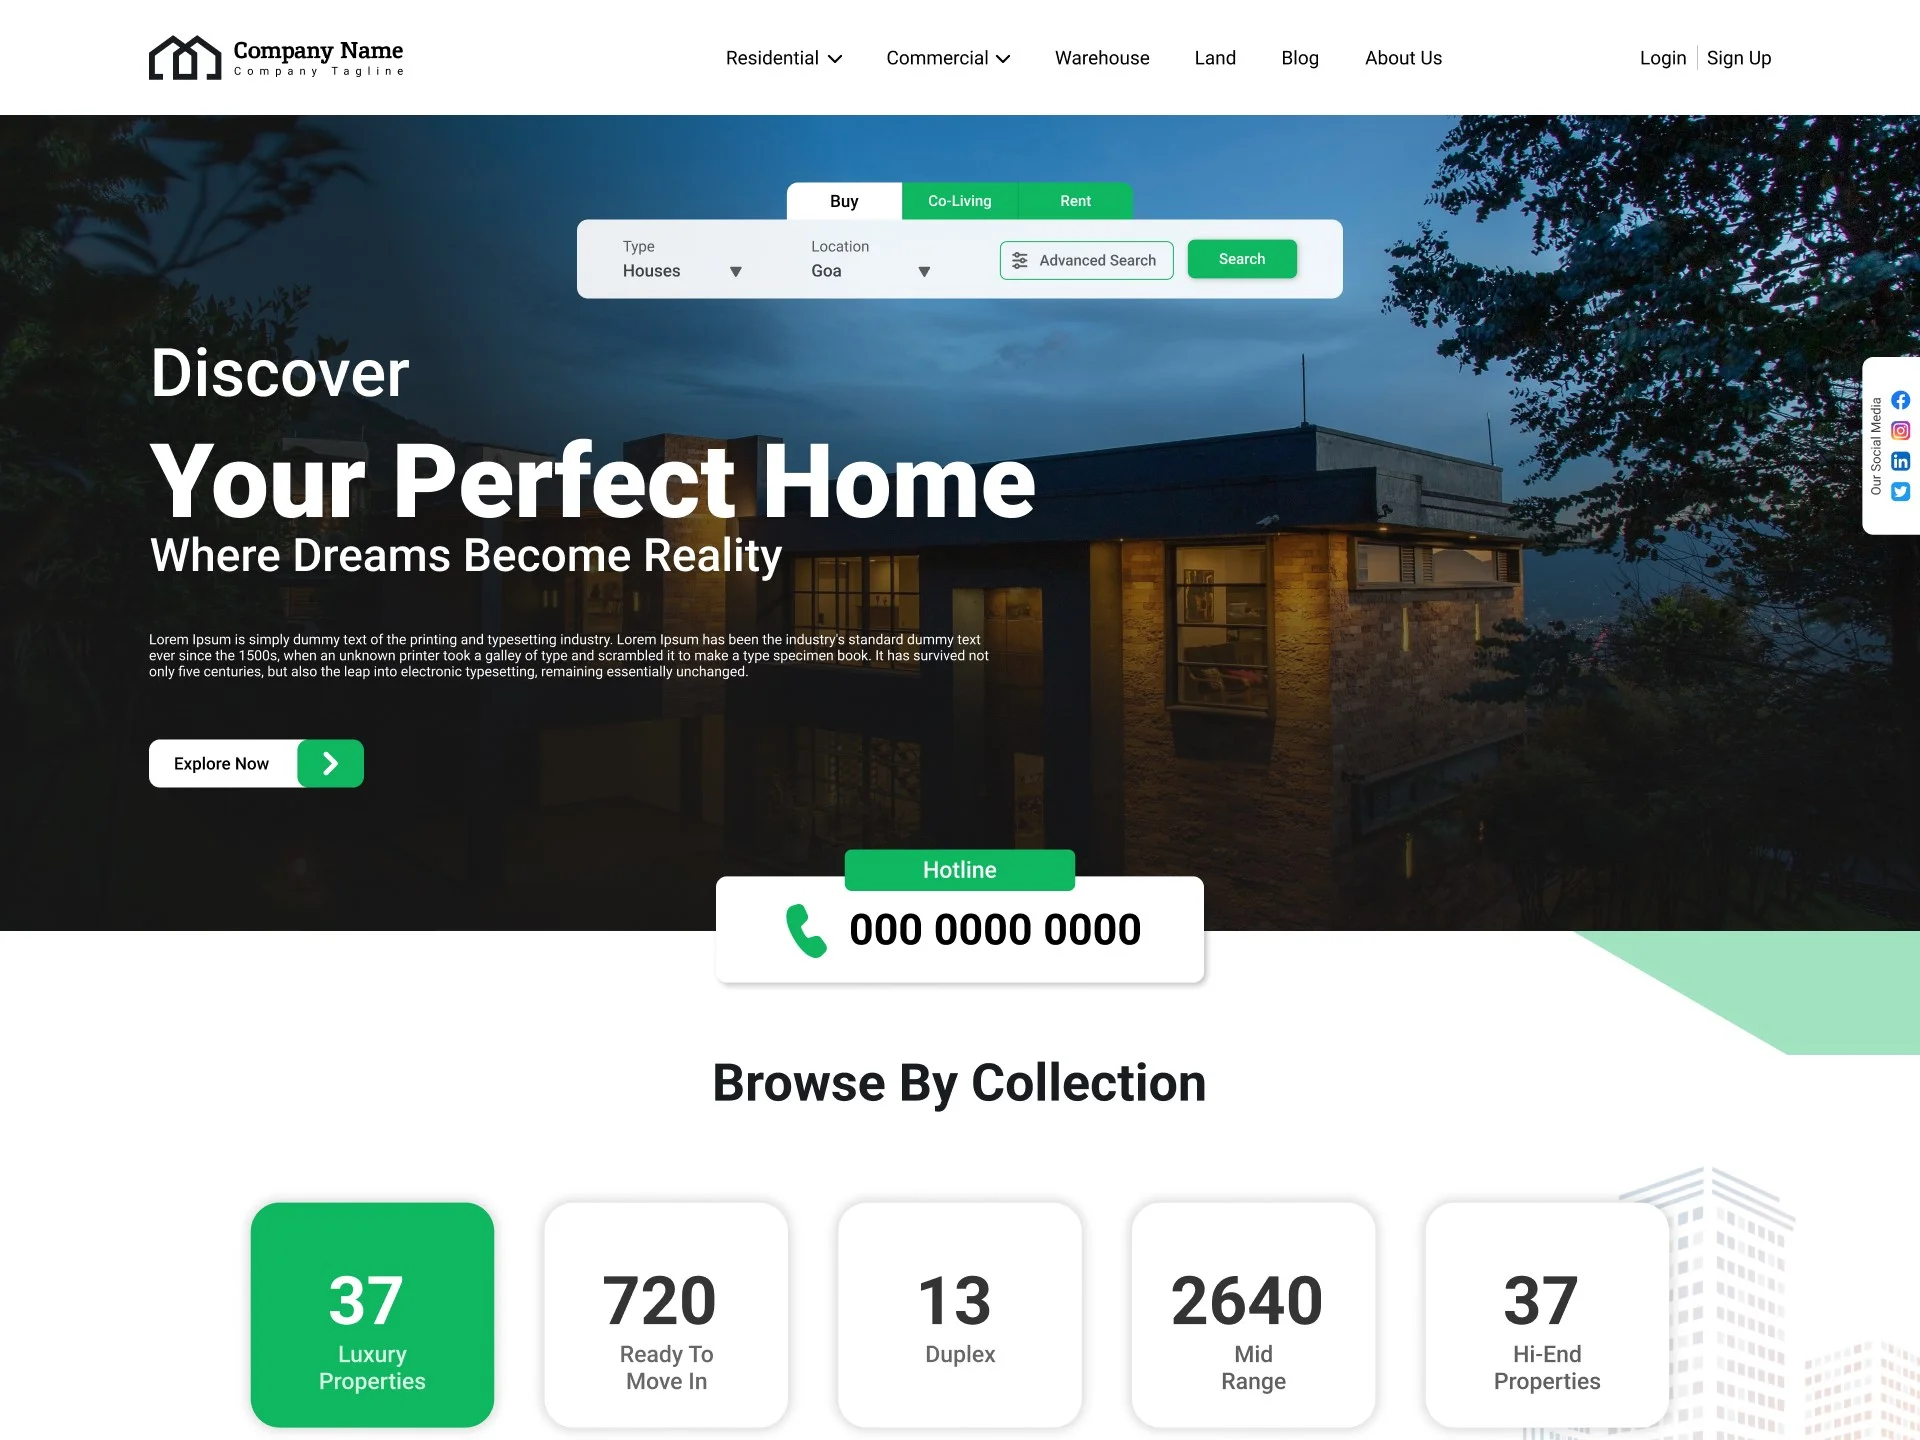 Company Name
Company Tagline
Residential
Commercial
Warehouse
Land
Blog
About Us
Login
Sign Up
Buy
Co-Living
Rent
Type
Houses
Location
Goa
Advanced Search
Search
Discover
Your Perfect Home
Where Dreams Become Reality
Our Social Media
Lorem Ipsum is simply dummy text of the printing and typesetting industry. Lorem Ipsum has been the industry's standard dummy text
ever since the 1500s, when an unknown printer took a galley of type and scrambled it to make a type specimen book. It has survived not
only five centuries, but also the leap into electronic typesetting, remaining essentially unchanged.
Explore Now
Hotline
000 0000 0000
Browse By Collection
37
Luxury
Properties
720
Ready To
Move In
13
Duplex
2640
Mid
Range
37
Hi-End
Properties